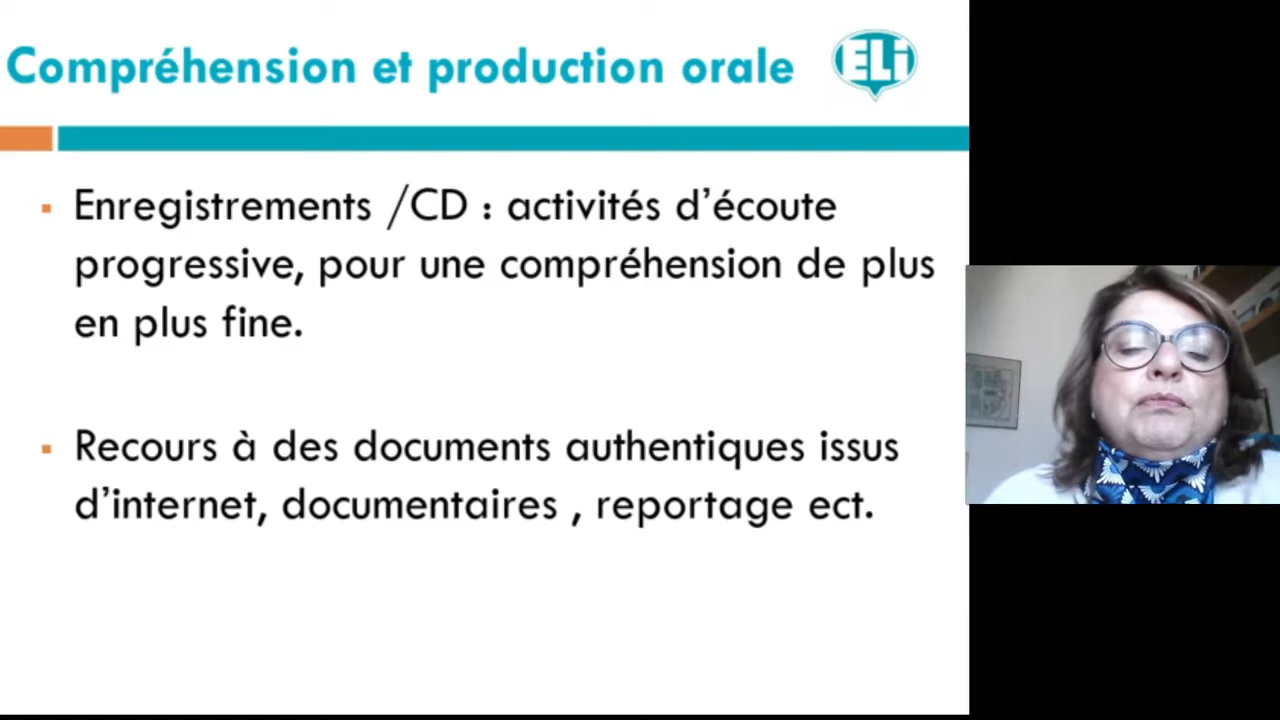 Compréhension et production orale
ELi
▪ Enregistrements /CD : activités d’écoute
progressive, pour une compréhension de plus
en plus fine.
▪ Recours à des documents authentiques issus
d’internet, documentaires , reportage ect.